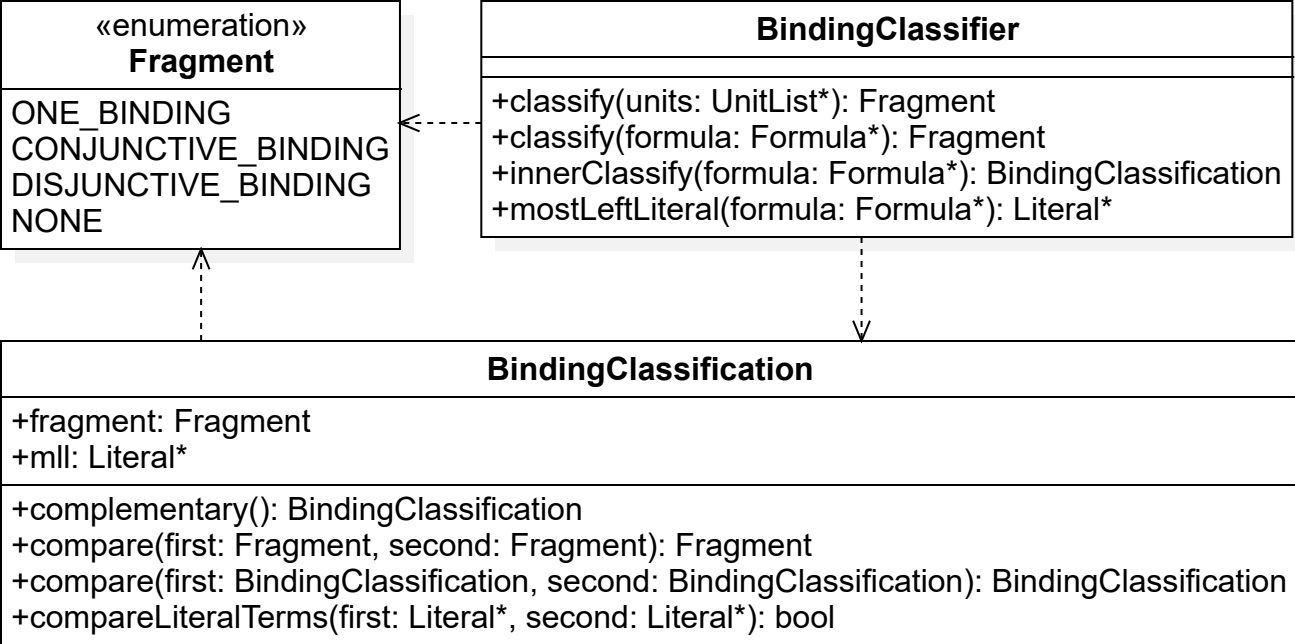 «enumeration»
Fragment
ONE_BINDING
CONJUNCTIVE_BINDING
DISJUNCTIVE_BINDING
NONE
BindingClassifier
+classify(units: UnitList*): Fragment
+classify(formula: Formula*): Fragment
+innerClassify(formula: Formula*): BindingClassification
+mostLeftLiteral(formula: Formula*): Literal*
BindingClassification
+fragment: Fragment
+mll: Literal*
+complementary(): BindingClassification
+compare(first: Fragment, second: Fragment): Fragment
+compare(first: BindingClassification, second: BindingClassification): BindingClassification
+compareLiteralTerms(first: Literal*, second: Literal*): bool